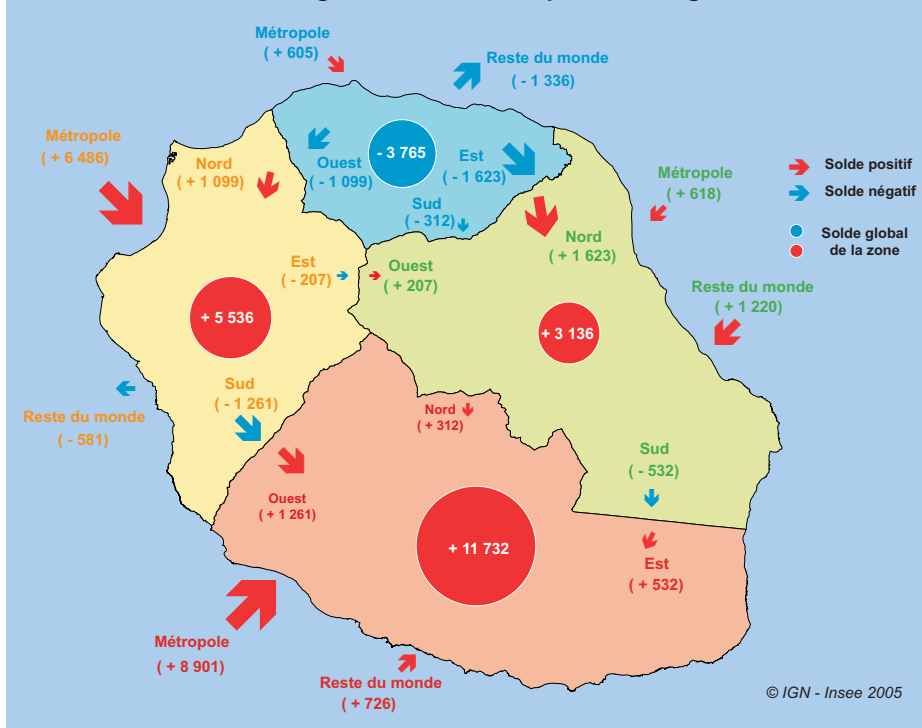 Métropole
( + 605)
Reste du monde
( - 1 336)
Métropole
( + 6 486)
Nord
( + 1 099)
Ouest
( - 1 099)
- 3 765
Est
( - 1 623)
Sud
( - 312)
Métropole
( + 618)
Solde positif
Solde négatif
Solde global
de la zone
Nord
( + 1 623)
Est
( - 207)
Ouest
( + 207)
Reste du monde
( + 1 220)
+ 5 536
+ 3 136
Sud
( - 1 261)
Reste du monde
( - 581)
Nord
( + 312)
Sud
( - 532)
Ouest
( + 1 261)
+ 11 732
Est
( + 532)
Métropole
( + 8 901)
Reste du monde
( + 726)
© IGN - Insee 2005